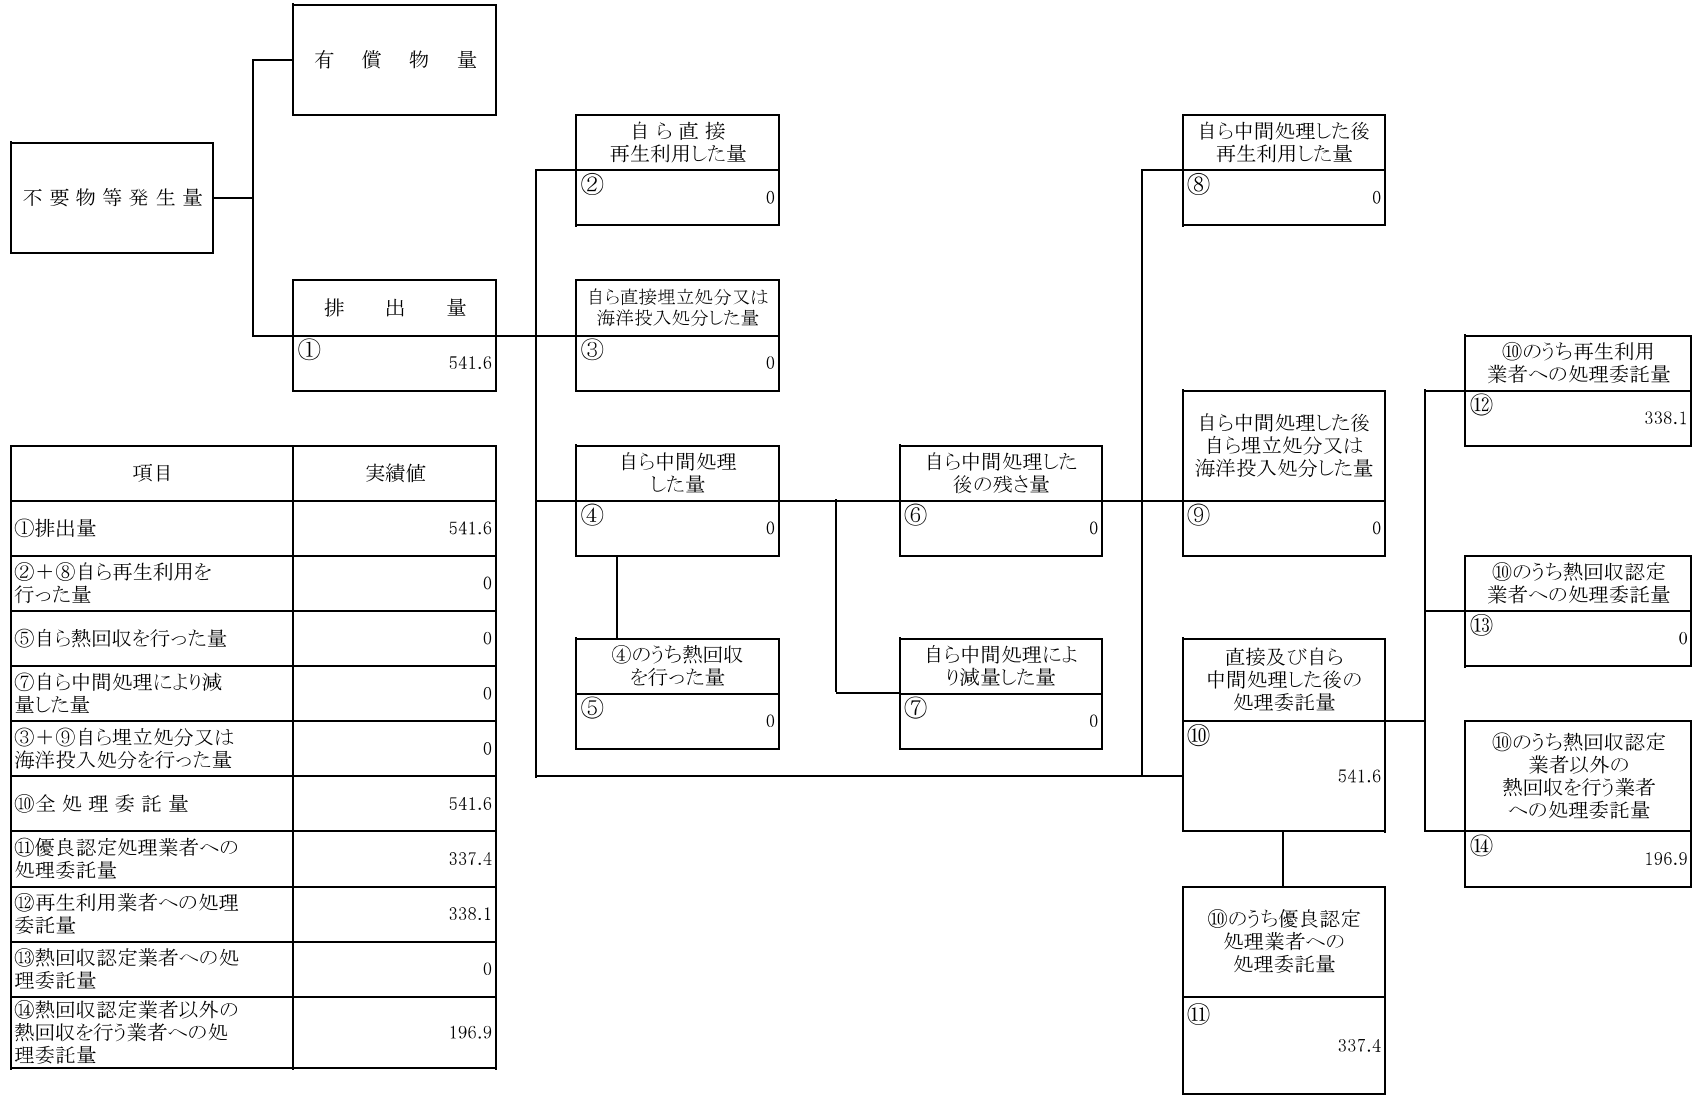 有償物量
不要物等発生量
排出量
①
541.6
自ら直接
再生利用した量
②
0
自ら直接埋立処分又は
海洋投入処分した量
③
0
自ら中間処理
した量
④
0
④のうち熱回収
を行った量
⑤
0
自ら中間処理した
後の残さ量
⑥
0
自ら中間処理によ
り減量した量
⑦
0
自ら中間処理した後
再生利用した量
⑧
0
自ら中間処理した後
自ら埋立処分又は
海洋投入処分した量
⑨
0
直接及び自ら
中間処理した後の
処理委託量
⑩
541.6
⑩のうち優良認定
処理業者への
処理委託量
⑪
337.4
⑩のうち再生利用
業者への処理委託量
⑫
338.1
⑩のうち熱回収認定
業者への処理委託量
⑬
0
⑩のうち熱回収認定
業者以外の
熱回収を行う業者
への処理委託量
⑭
196.9
項目 実績値
①排出量 541.6
②＋⑧自ら再生利用を
行った量 0
⑤自ら熱回収を行った量 0
⑦自ら中間処理により減
量した量 0
③＋⑨自ら埋立処分又は
海洋投入処分を行った量 0
⑩全処理委託量 541.6
⑪優良認定処理業者への
処理委託量 337.4
⑫再生利用業者への処理
委託量 338.1
⑬熱回収認定業者への処
理委託量 0
⑭熱回収認定業者以外の
熱回収を行う業者への処
理委託量 196.9